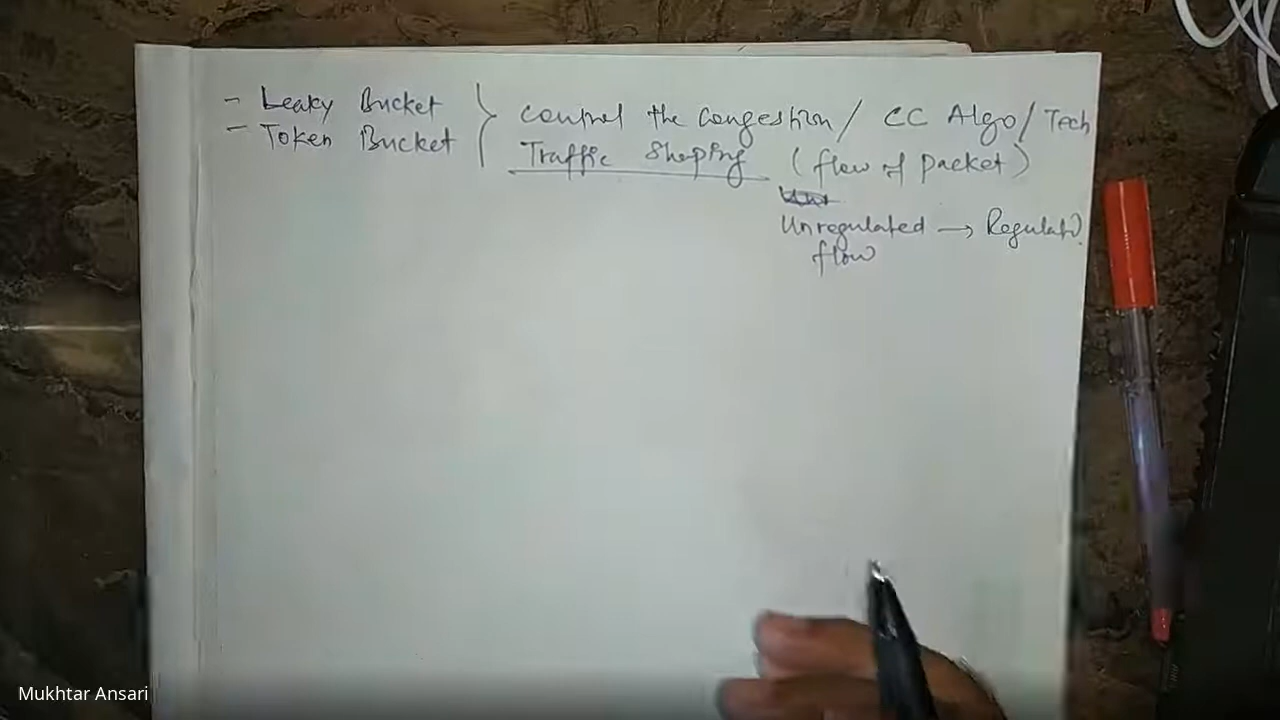 - Leaky Bucket } control the congestion / CC Algo / Tech
- Token Bucket } Traffic Shaping (flow of packet)
Unregulated → Regulatd
flow
Mukhtar Ansari